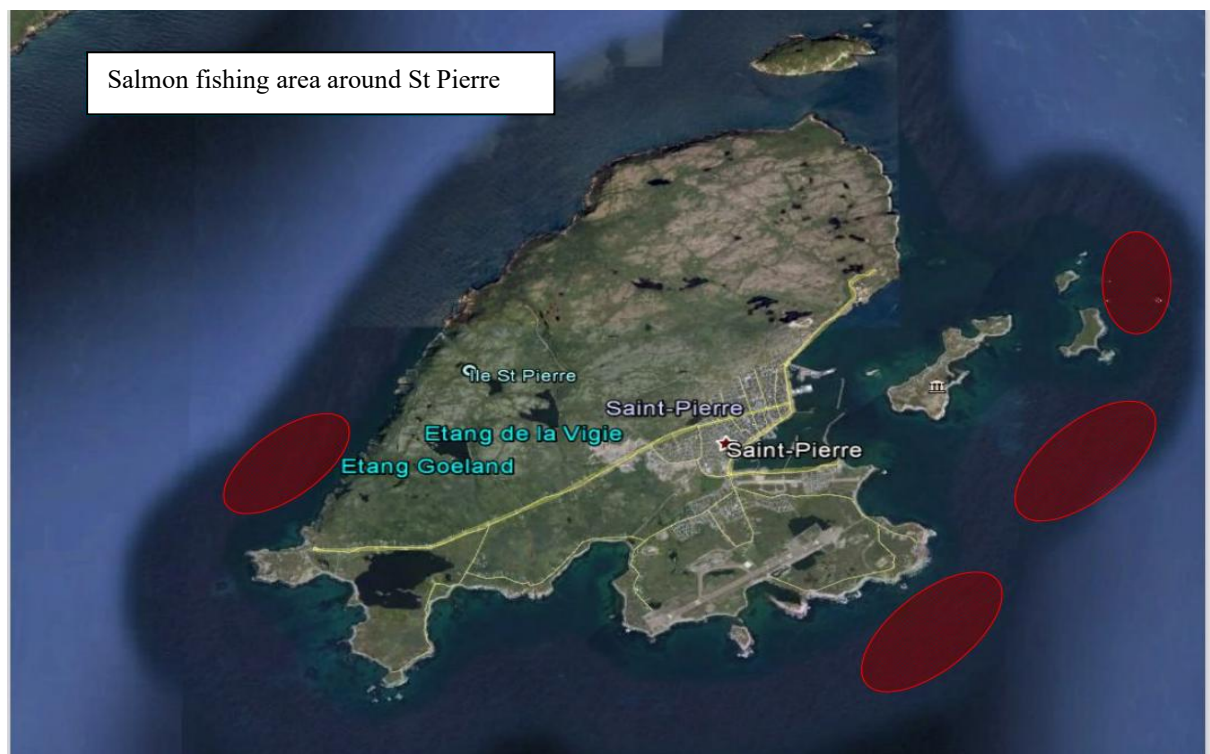 Salmon fishing area around St Pierre
Ile St Pierre
Saint-Pierre
Etang de la Vigie
Saint-Pierre
Etang Goeland